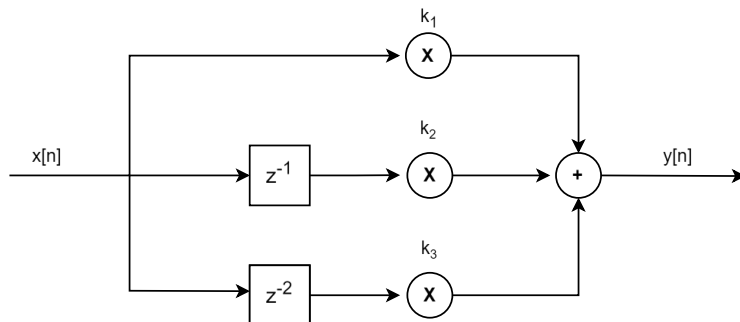 k₁
X
k₂
x[n]
z⁻¹
X
+
y[n]
k₃
z⁻²
X